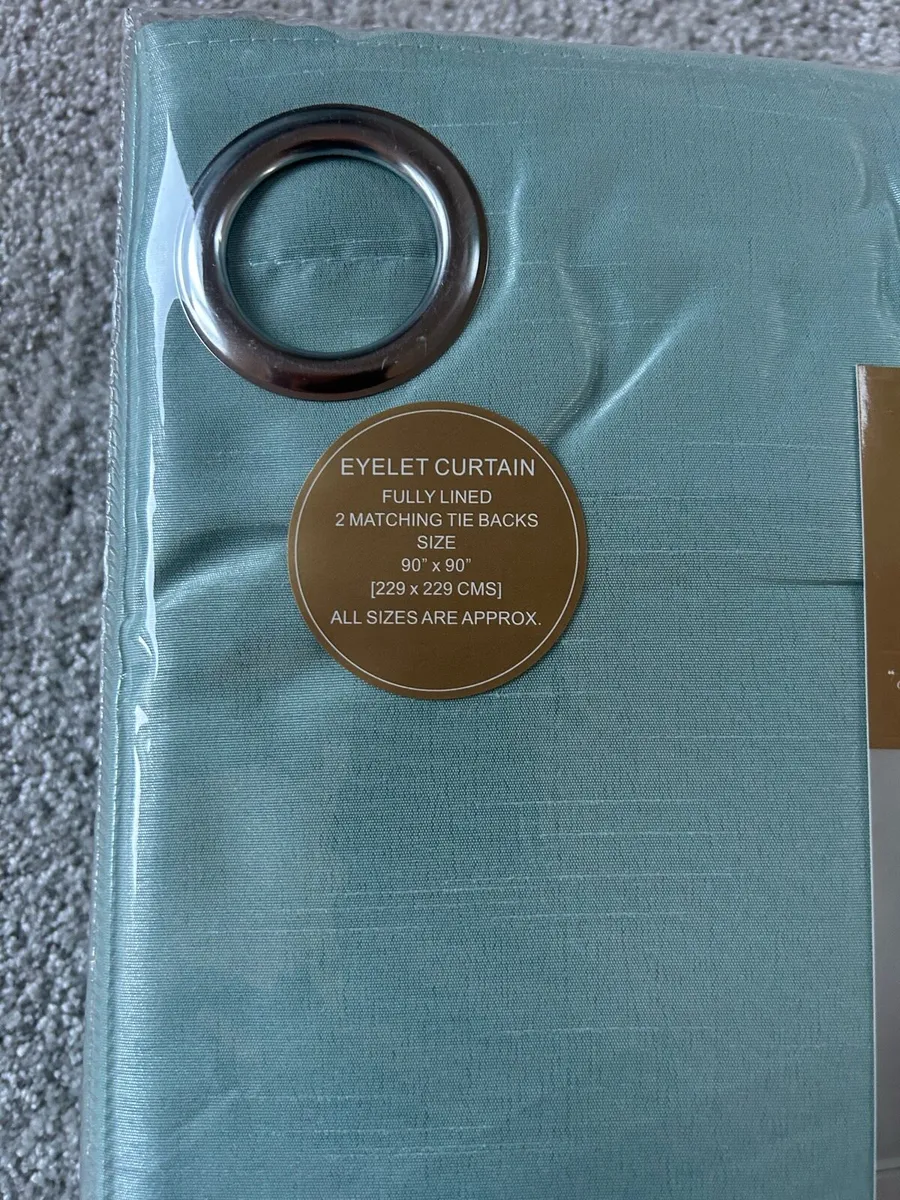 EYELET CURTAIN
FULLY LINED
2 MATCHING TIE BACKS
SIZE
90” x 90”
[229 x 229 CMS]
ALL SIZES ARE APPROX.